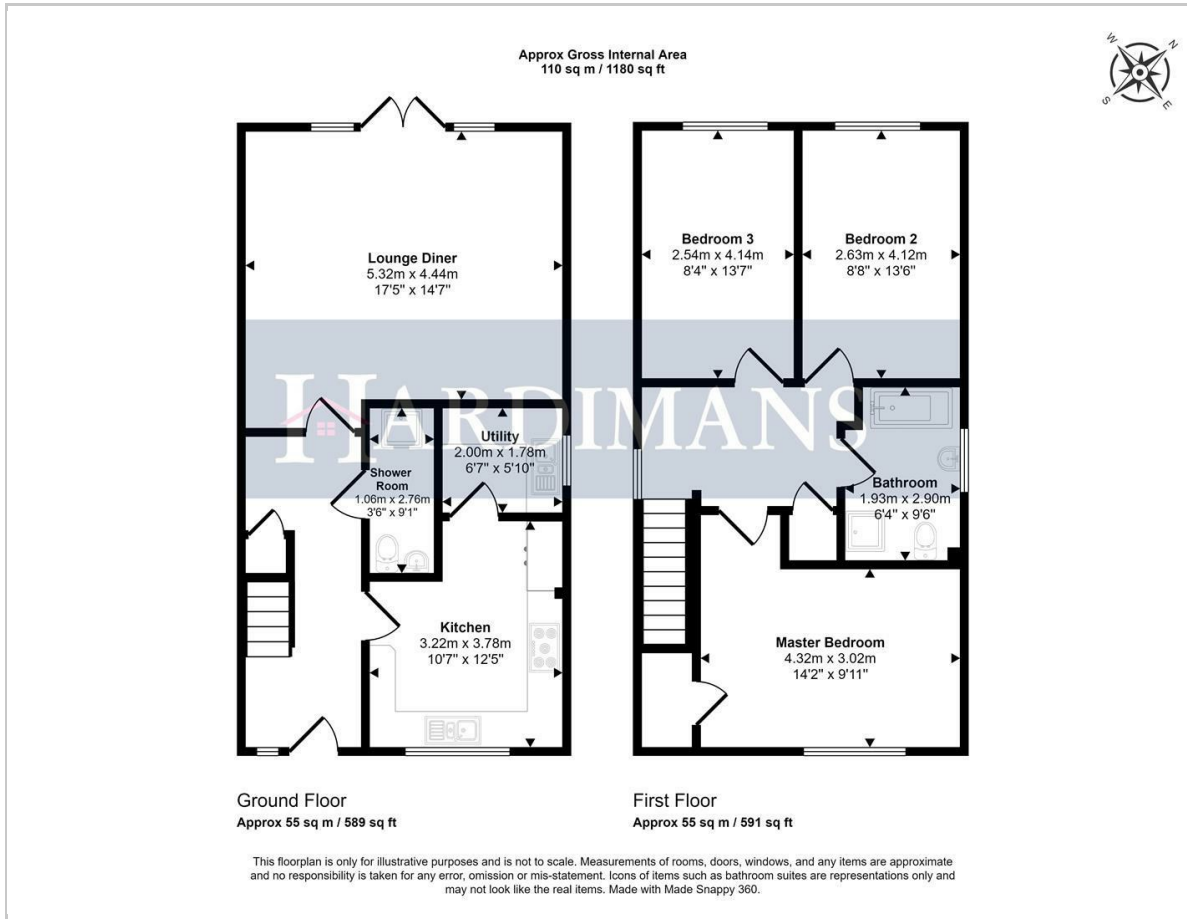 Approx Gross Internal Area
110 sq m / 1180 sq ft
W
N
S
E
Lounge Diner
5.32m x 4.44m
17'5" x 14'7"
Bedroom 3
2.54m x 4.14m
8'4" x 13'7"
Bedroom 2
2.63m x 4.12m
8'8" x 13'6"
HARDIMANS
Utility
2.00m x 1.78m
6'7" x 5'10"
Shower
Room
1.06m x 2.76m
3'6" x 9'1"
Bathroom
1.93m x 2.90m
6'4" x 9'6"
Kitchen
3.22m x 3.78m
10'7" x 12'5"
Master Bedroom
4.32m x 3.02m
14'2" x 9'11"
Ground Floor
Approx 55 sq m / 589 sq ft
First Floor
Approx 55 sq m / 591 sq ft
This floorplan is only for illustrative purposes and is not to scale. Measurements of rooms, doors, windows, and any items are approximate
and no responsibility is taken for any error, omission or mis-statement. Icons of items such as bathroom suites are representations only and
may not look like the real items. Made with Made Snappy 360.